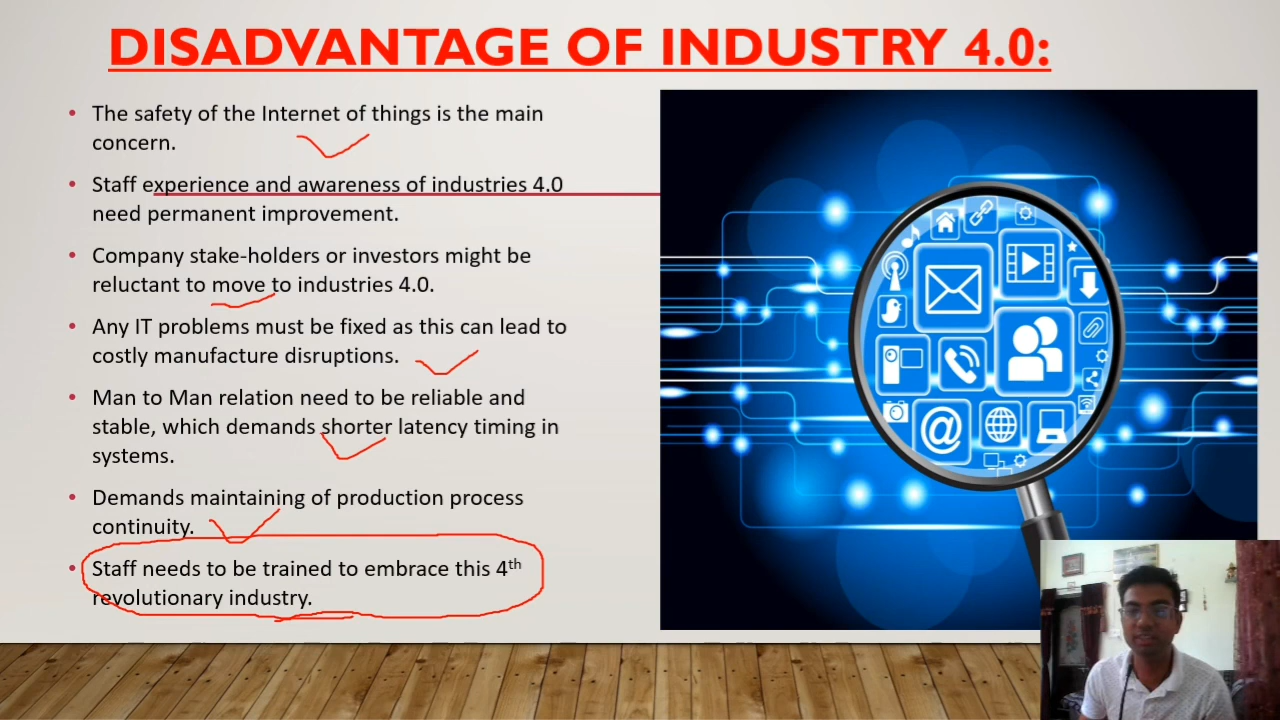 DISADVANTAGE OF INDUSTRY 4.0:
• The safety of the Internet of things is the main
concern.
• Staff experience and awareness of industries 4.0
need permanent improvement.
• Company stake-holders or investors might be
reluctant to move to industries 4.0.
• Any IT problems must be fixed as this can lead to
costly manufacture disruptions.
• Man to Man relation need to be reliable and
stable, which demands shorter latency timing in
systems.
• Demands maintaining of production process
continuity.
• Staff needs to be trained to embrace this 4th
revolutionary industry.
@